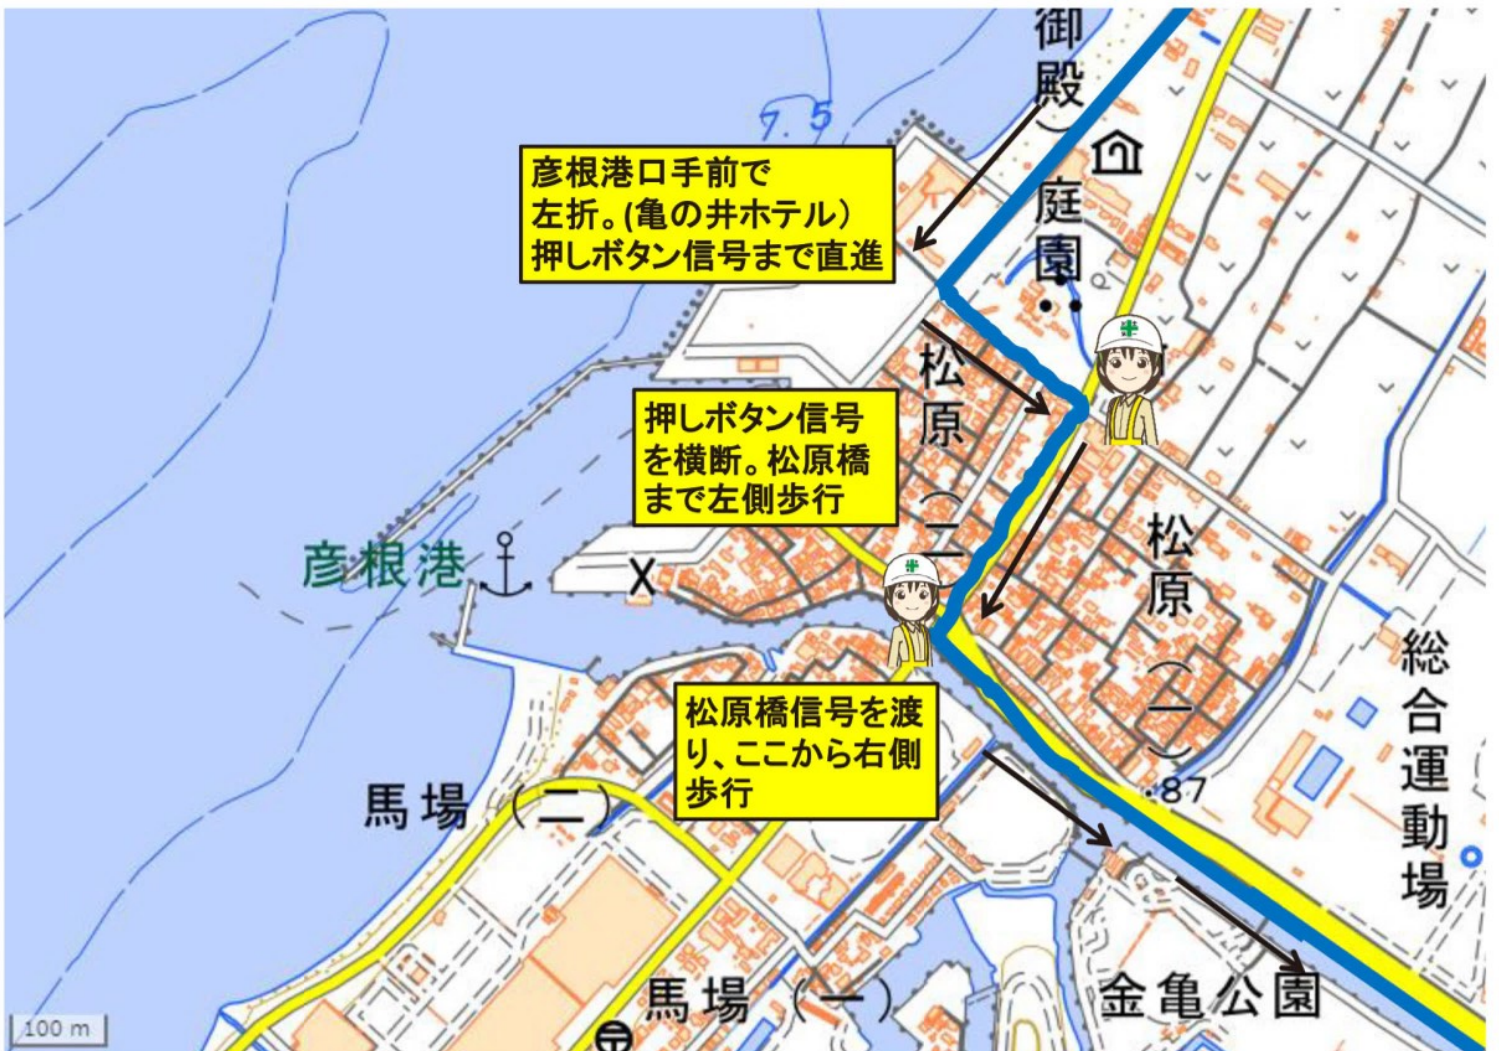 御殿)庭園
7.5
彦根港口手前で
左折。(亀の井ホテル)
押しボタン信号まで直進
松原(二)
押しボタン信号
を横断。松原橋
まで左側歩行
彦根港
松原(一)
総合運動場
松原橋信号を渡
り、ここから右側
歩行
・87
馬場(二)
馬場(一)
金亀公園
100 m